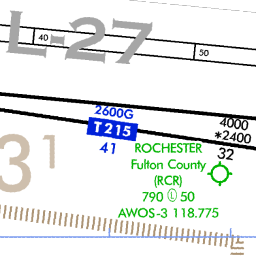 L-27
40
50
2600G
T215
41
4000
*2400
32
3¹
ROCHESTER
Fulton County
(RCR)
790 Ⓛ 50
AWOS-3 118.775